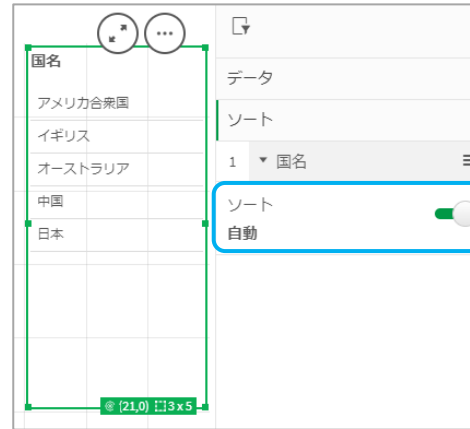 国名
アメリカ合衆国
イギリス
オーストラリア
中国
日本
(21,0) 3 x 5
データ
ソート
1 国名
ソート
自動